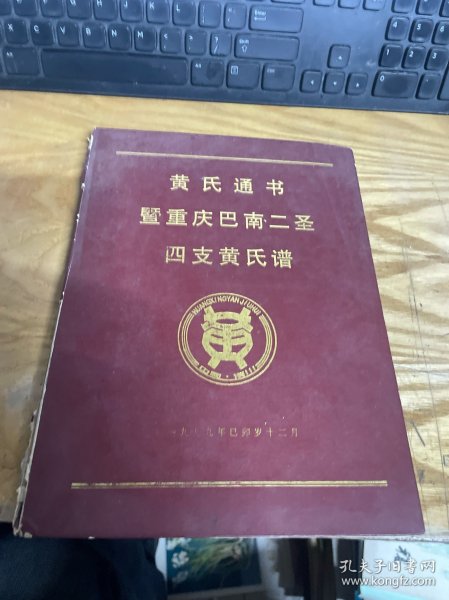 黄氏通书
暨重庆巴南二圣
四支黄氏谱
HUANGXINGYANJIUHUI
一九九九年巳卯岁十二月
孔夫子旧书网
www.kongfz.com